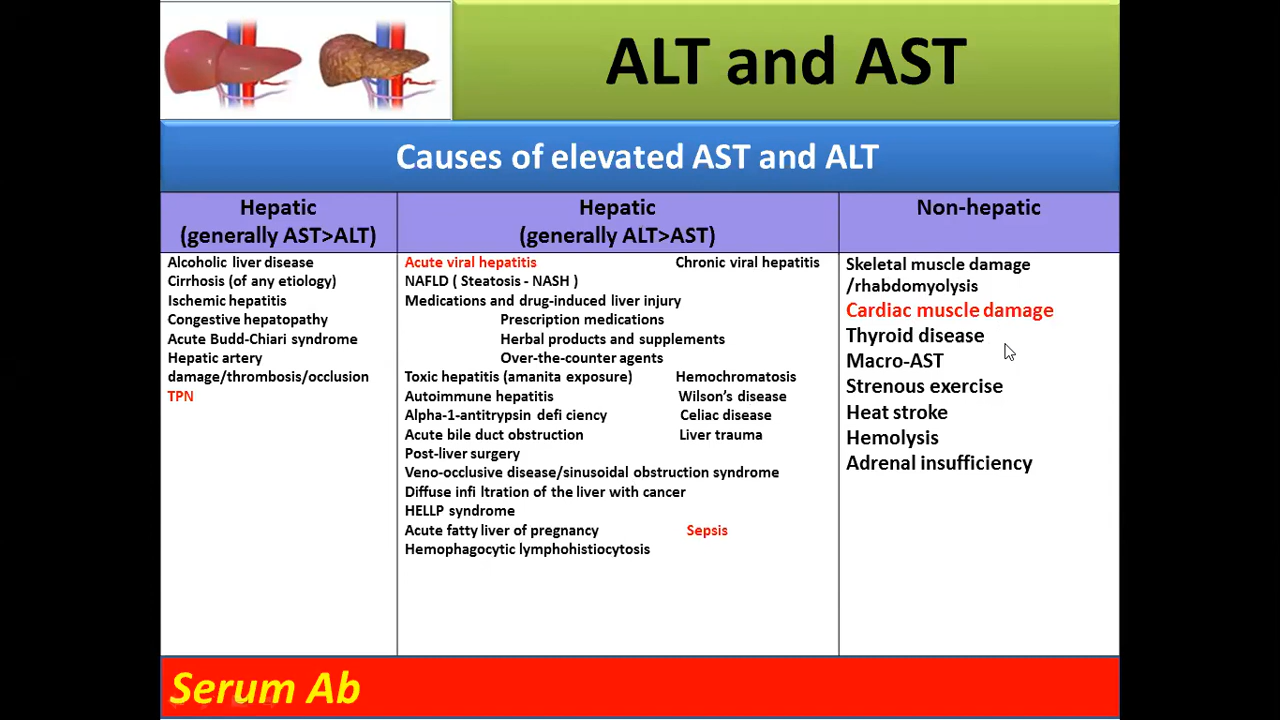 ALT and AST
Causes of elevated AST and ALT
Hepatic
(generally AST>ALT)
Alcoholic liver disease
Cirrhosis (of any etiology)
Ischemic hepatitis
Congestive hepatopathy
Acute Budd-Chiari syndrome
Hepatic artery
damage/thrombosis/occlusion
TPN
Hepatic
(generally ALT>AST)
Acute viral hepatitis Chronic viral hepatitis
NAFLD ( Steatosis - NASH )
Medications and drug-induced liver injury
Prescription medications
Herbal products and supplements
Over-the-counter agents
Toxic hepatitis (amanita exposure) Hemochromatosis
Autoimmune hepatitis Wilson's disease
Alpha-1-antitrypsin defi ciency Celiac disease
Acute bile duct obstruction Liver trauma
Post-liver surgery
Veno-occlusive disease/sinusoidal obstruction syndrome
Diffuse infi ltration of the liver with cancer
HELLP syndrome
Acute fatty liver of pregnancy Sepsis
Hemophagocytic lymphohistiocytosis
Non-hepatic
Skeletal muscle damage
/rhabdomyolysis
Cardiac muscle damage
Thyroid disease
Macro-AST
Strenous exercise
Heat stroke
Hemolysis
Adrenal insufficiency
Serum Ab